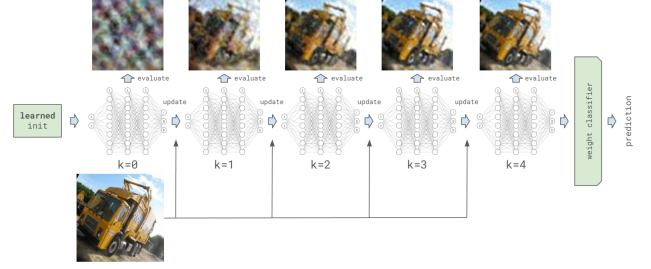 evaluate
evaluate
evaluate
evaluate
evaluate
update
update
update
update
learned
init
k=0
k=1
k=2
k=3
k=4
weight classifier
prediction